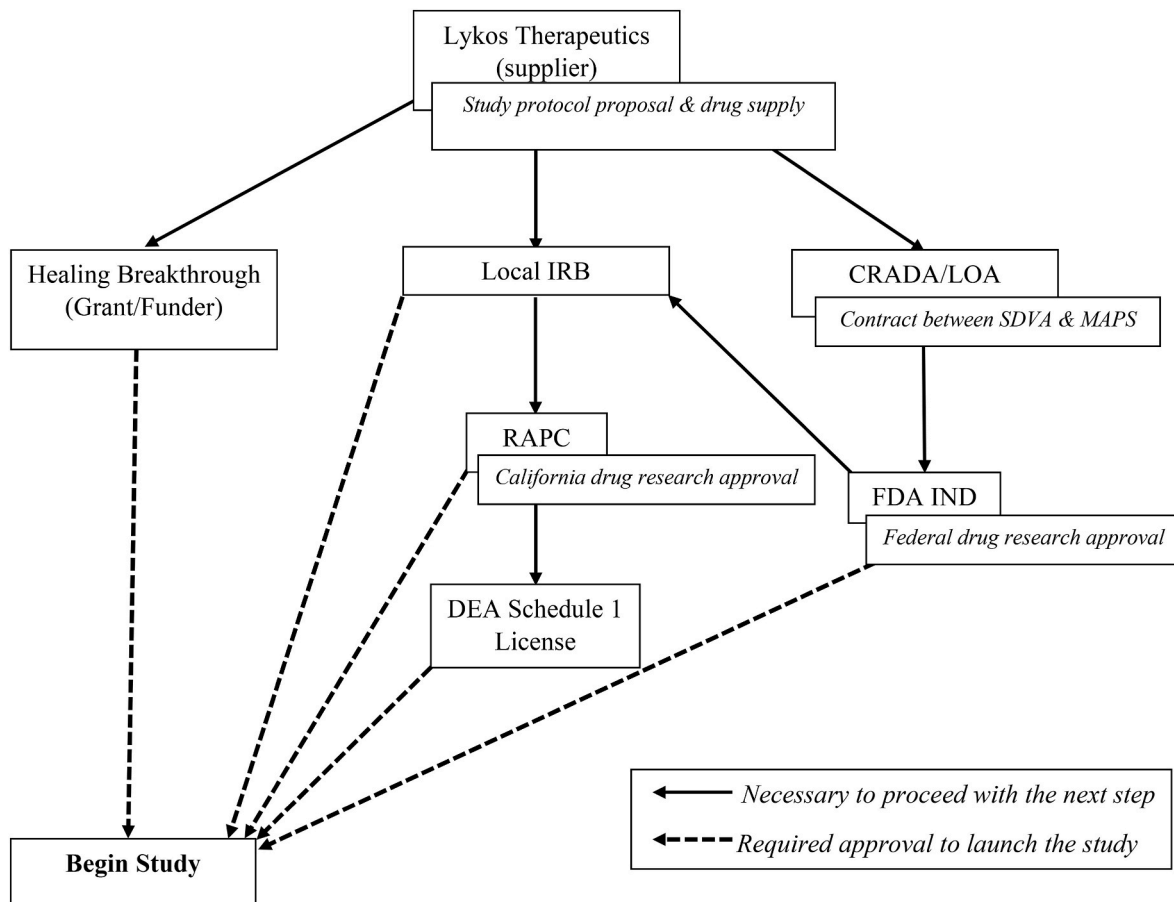 Lykos Therapeutics
(supplier)
Study protocol proposal & drug supply
Healing Breakthrough
(Grant/Funder)
Local IRB
CRADA/LOA
Contract between SDVA & MAPS
RAPC
California drug research approval
FDA IND
Federal drug research approval
DEA Schedule 1
License
Necessary to proceed with the next step
Required approval to launch the study
Begin Study